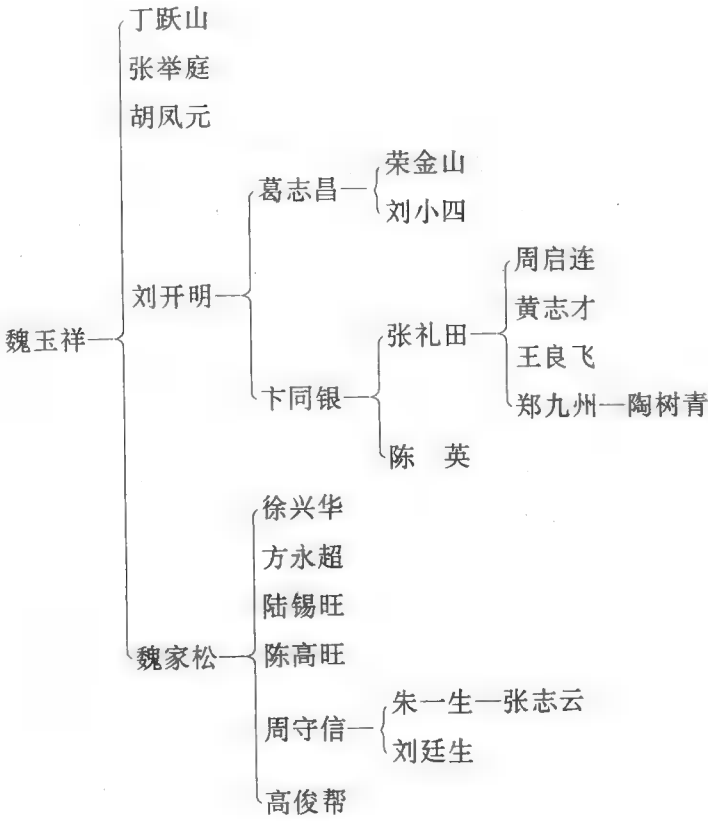 丁跃山
张举庭
胡凤元
葛志昌
荣金山
刘小四
周启连
刘开明
黄志才
魏玉祥
张礼田
王良飞
卞同银
郑九州—陶树青
陈 英
徐兴华
方永超
陆锡旺
魏家松
陈高旺
朱一生—张志云
周守信
刘廷生
高俊帮